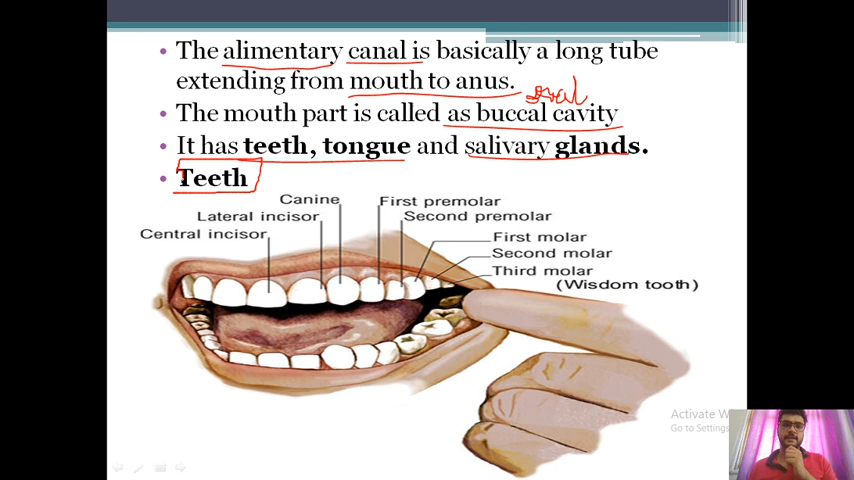 • The alimentary canal is basically a long tube
extending from mouth to anus.
oral
• The mouth part is called as buccal cavity
• It has teeth, tongue and salivary glands.
• Teeth
Canine
First premolar
Lateral incisor
Second premolar
Central incisor
First molar
Second molar
Third molar
(Wisdom tooth)
Activate W
Go to Settings